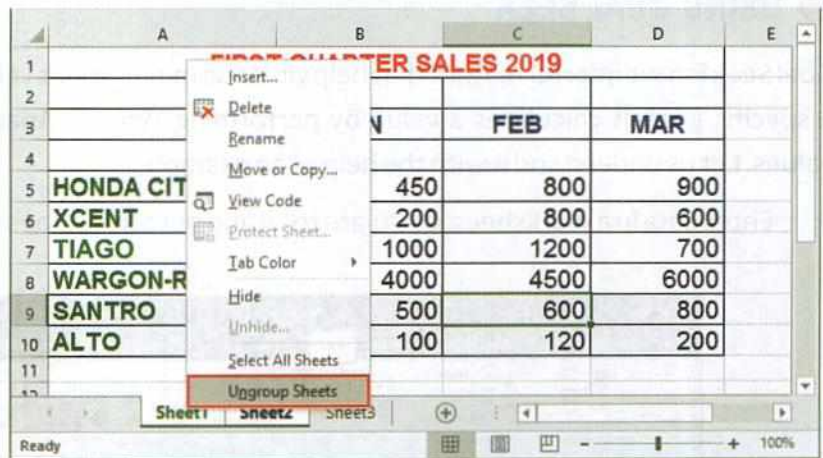 A B C D E
1 FIRST QUARTER SALES 2019
2
3 N FEB MAR
4
5 HONDA CIT 450 800 900
6 XCENT 200 800 600
7 TIAGO 1000 1200 700
8 WARGON-R 4000 4500 6000
9 SANTRO 500 600 800
10 ALTO 100 120 200
11
12
Insert...
Delete
Rename
Move or Copy...
View Code
Protect Sheet...
Tab Color
Hide
Unhide...
Select All Sheets
Ungroup Sheets
Sheet1 Sheet2 Sheet3
Ready 100%